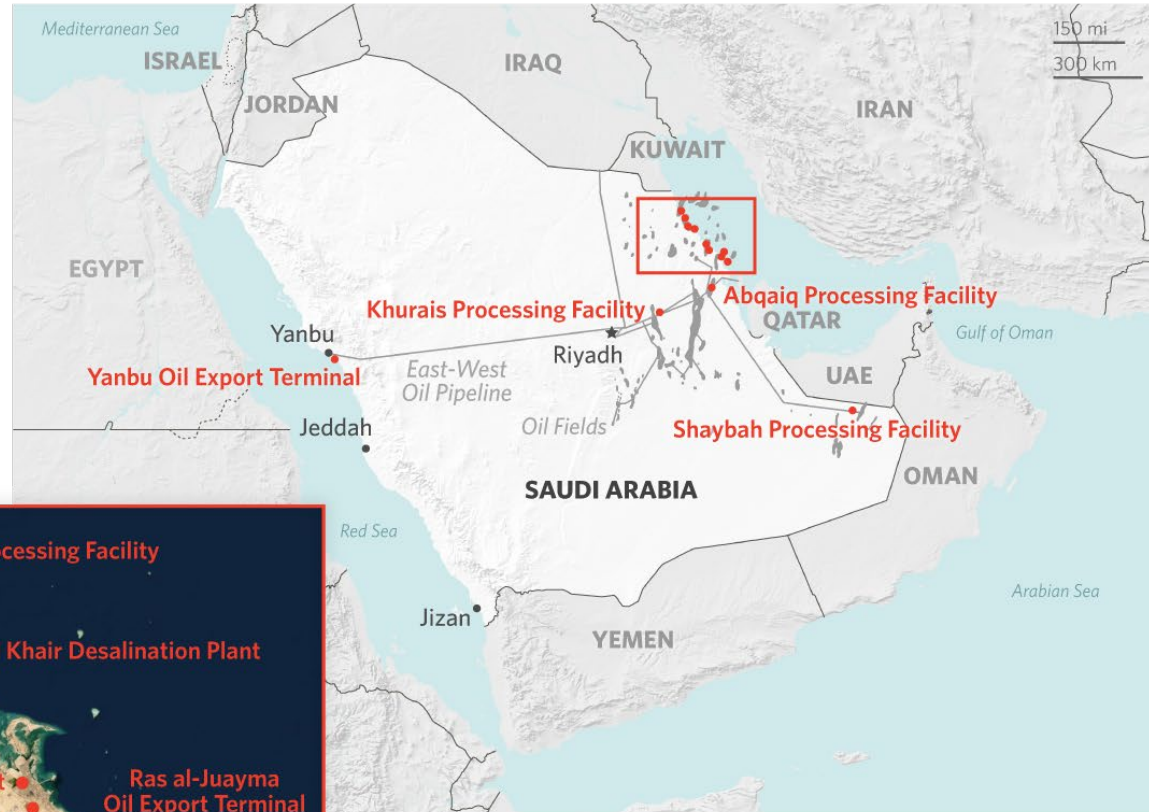 Mediterranean Sea
150 mi
300 km
ISRAEL
IRAQ
JORDAN
IRAN
KUWAIT
EGYPT
Khurais Processing Facility
Abqaiq Processing Facility
QATAR
Gulf of Oman
Yanbu
Riyadh
Yanbu Oil Export Terminal
East-West
Oil Pipeline
UAE
Jeddah
Oil Fields
Shaybah Processing Facility
OMAN
SAUDI ARABIA
Red Sea
Arabian Sea
Jizan
YEMEN
Processing Facility
Khair Desalination Plant
Ras al-Juayma
Oil Export Terminal